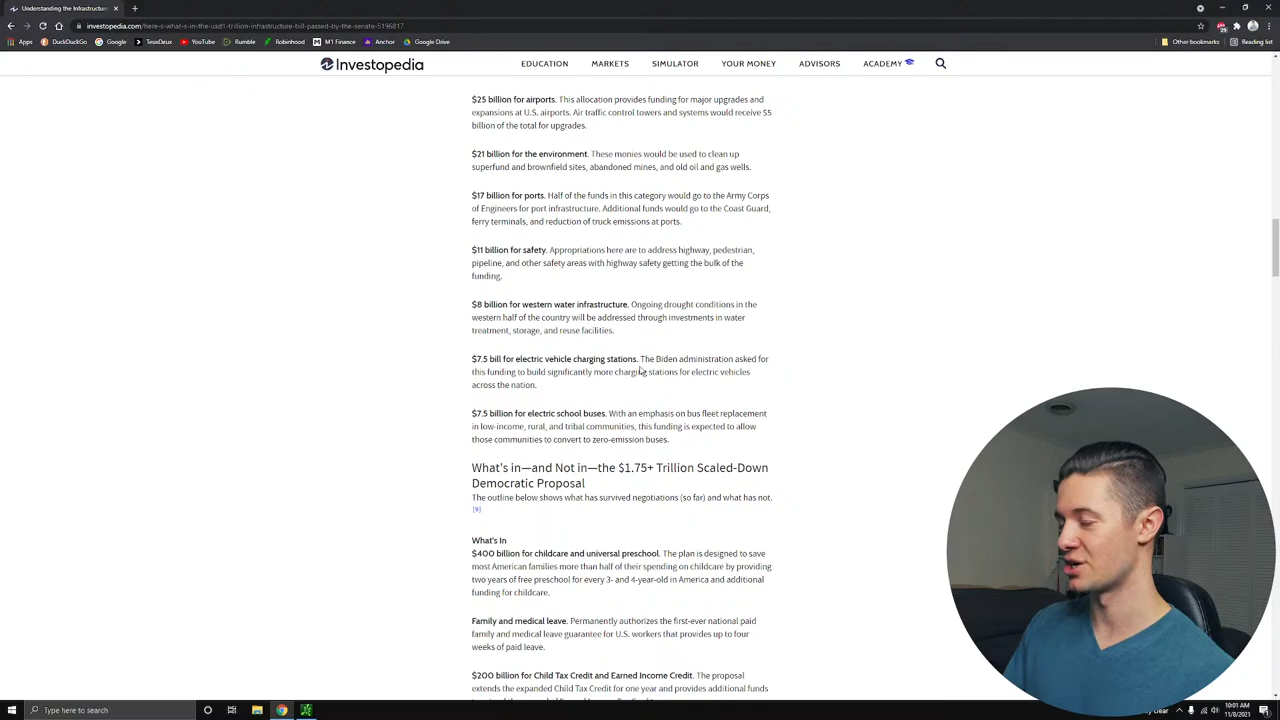 Understanding the Infrastructur
investopedia.com/here-s-what-s-in-the-usd1-trillion-infrastructure-bill-passed-by-the-senate-5196817
Apps DuckDuckGo Google TeuxDeux YouTube Rumble Robinhood M1 Finance Anchor Google Drive Other bookmarks Reading list
Investopedia EDUCATION MARKETS SIMULATOR YOUR MONEY ADVISORS ACADEMY
$25 billion for airports. This allocation provides funding for major upgrades and
expansions at U.S. airports. Air traffic control towers and systems would receive $5
billion of the total for upgrades.
$21 billion for the environment. These monies would be used to clean up
superfund and brownfield sites, abandoned mines, and old oil and gas wells.
$17 billion for ports. Half of the funds in this category would go to the Army Corps
of Engineers for port infrastructure. Additional funds would go to the Coast Guard,
ferry terminals, and reduction of truck emissions at ports.
$11 billion for safety. Appropriations here are to address highway, pedestrian,
pipeline, and other safety areas with highway safety getting the bulk of the
funding.
$8 billion for western water infrastructure. Ongoing drought conditions in the
western half of the country will be addressed through investments in water
treatment, storage, and reuse facilities.
$7.5 bill for electric vehicle charging stations. The Biden administration asked for
this funding to build significantly more charging stations for electric vehicles
across the nation.
$7.5 billion for electric school buses. With an emphasis on bus fleet replacement
in low-income, rural, and tribal communities, this funding is expected to allow
those communities to convert to zero-emission buses.
What's in—and Not in—the $1.75+ Trillion Scaled-Down
Democratic Proposal
The outline below shows what has survived negotiations (so far) and what has not.
[9]
What's In
$400 billion for childcare and universal preschool. The plan is designed to save
most American families more than half of their spending on childcare by providing
two years of free preschool for every 3- and 4-year-old in America and additional
funding for childcare.
Family and medical leave. Permanently authorizes the first-ever national paid
family and medical leave guarantee for U.S. workers that provides up to four
weeks of paid leave.
$200 billion for Child Tax Credit and Earned Income Credit. The proposal
extends the expanded Child Tax Credit for one year and provides additional funds
Type here to search
10:01 AM
11/8/2021